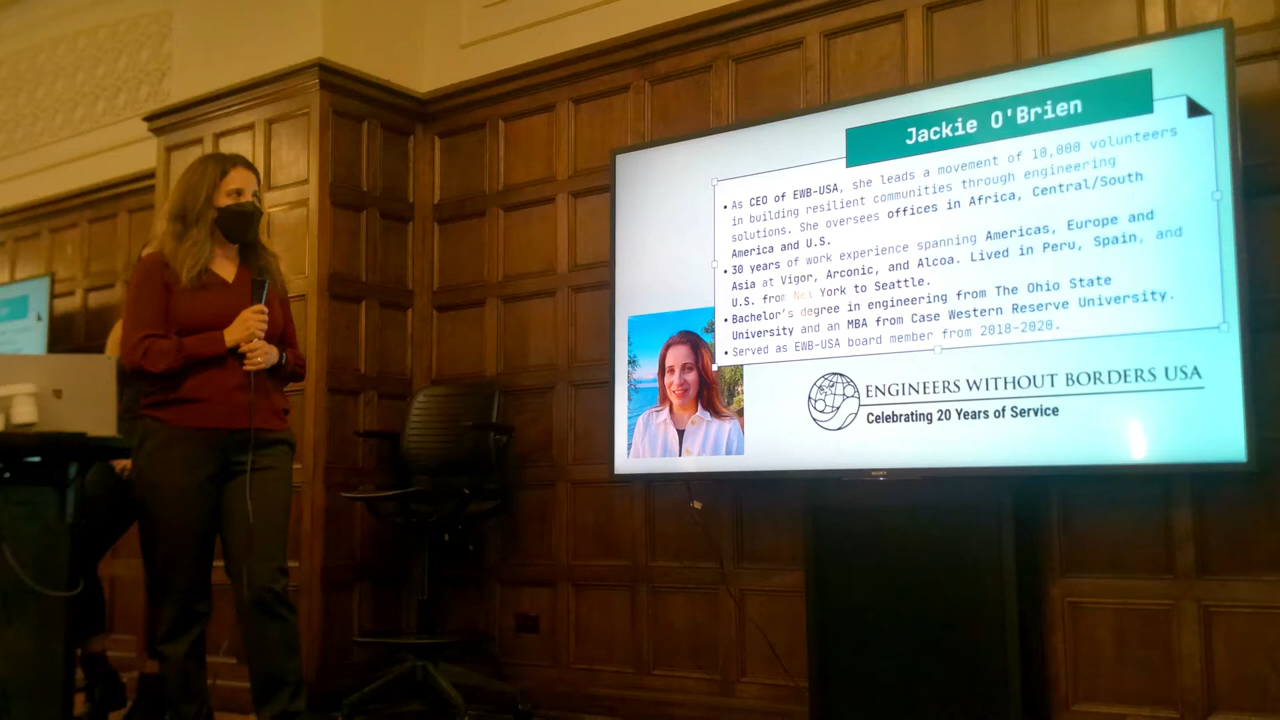 Jackie O'Brien
• As CEO of EWB-USA, she leads a movement of 10,000 volunteers
in building resilient communities through engineering
solutions. She oversees offices in Africa, Central/South
America and U.S.
• 30 years of work experience spanning Americas, Europe and
Asia at Vigor, Arconic, and Alcoa. Lived in Peru, Spain, and
U.S. from New York to Seattle.
• Bachelor's degree in engineering from The Ohio State
University and an MBA from Case Western Reserve University.
• Served as EWB-USA board member from 2018-2020.
ENGINEERS WITHOUT BORDERS USA
Celebrating 20 Years of Service
SONY